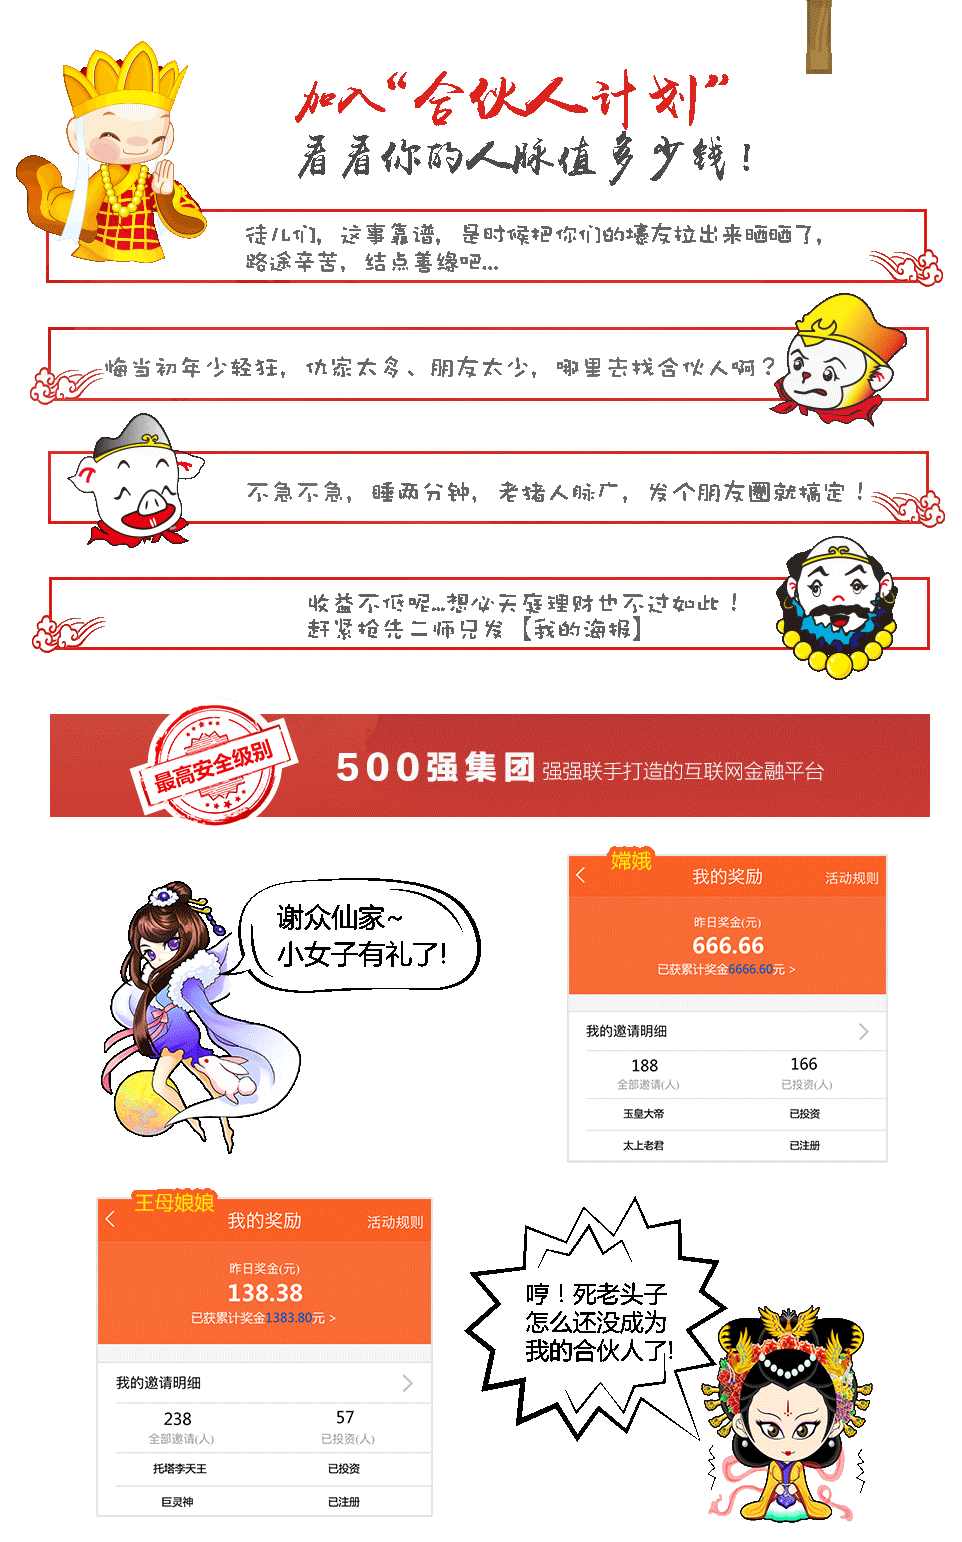 加入“合伙人计划”
看看你的人脉值多少钱！
徒儿们，这事靠谱，是时候把你们的壕友拉出来晒晒了，
路途辛苦，结点善缘吧...
悔当初年少轻狂，仇家太多、朋友太少，哪里去找合伙人啊？
不急不急，睡两分钟，老猪人脉广，发个朋友圈就搞定！
收益不低呢...想必天庭理财也不过如此！
赶紧抢先二师兄发【我的海报】
最高安全级别
500强集团 强强联手打造的互联网金融平台
谢众仙家~
小女子有礼了!
嫦娥
我的奖励 活动规则
昨日奖金(元)
666.66
已获累计奖金6666.60元 >
我的邀请明细
188 166
全部邀请(人) 已投资(人)
玉皇大帝 已投资
太上老君 已注册
王母娘娘
我的奖励 活动规则
昨日奖金(元)
138.38
已获累计奖金1383.80元 >
我的邀请明细
238 57
全部邀请(人) 已投资(人)
托塔李天王 已投资
巨灵神 已注册
哼！死老头子
怎么还没成为
我的合伙人了!